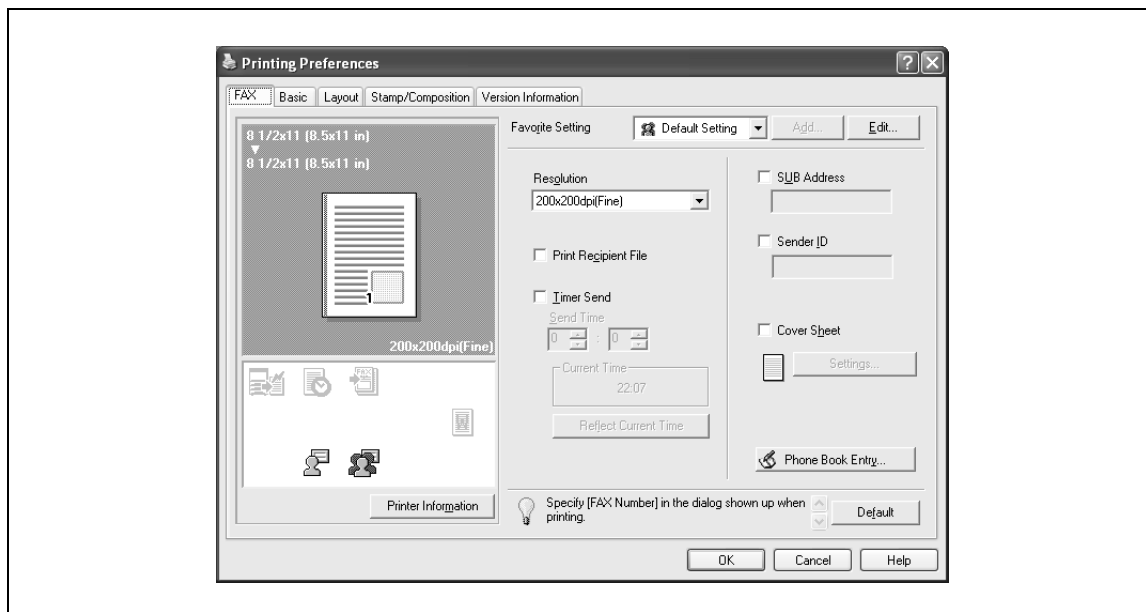 Printing Preferences
FAX Basic Layout Stamp/Composition Version Information
8 1/2x11 (8.5x11 in)
8 1/2x11 (8.5x11 in)
1
200x200dpi(Fine)
FAX
Printer Information
Favorite Setting Default Setting Add... Edit...
Resolution
200x200dpi(Fine)
Print Recipient File
Timer Send
Send Time
0 : 0
Current Time
22:07
Reflect Current Time
SUB Address
Sender ID
Cover Sheet
Settings...
Phone Book Entry...
Specify [FAX Number] in the dialog shown up when
printing.
Default
OK Cancel Help